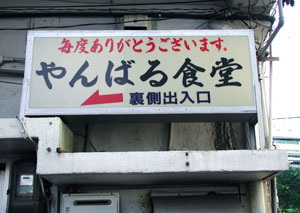 毎度ありがとうございます.
やんばる食堂
裏側出入口